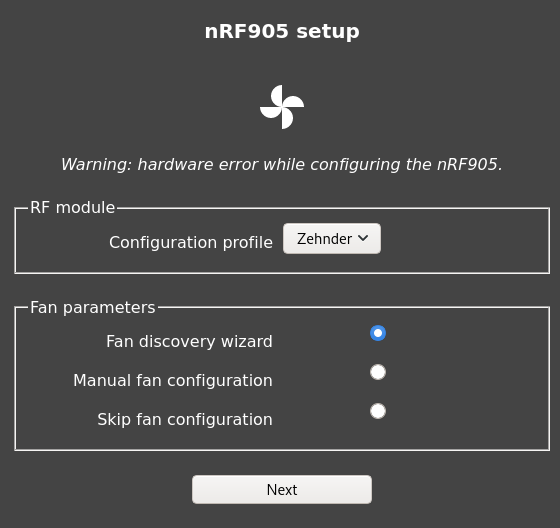 nRF905 setup
Warning: hardware error while configuring the nRF905.
RF module
Configuration profile Zehnder
Fan parameters
Fan discovery wizard
Manual fan configuration
Skip fan configuration
Next